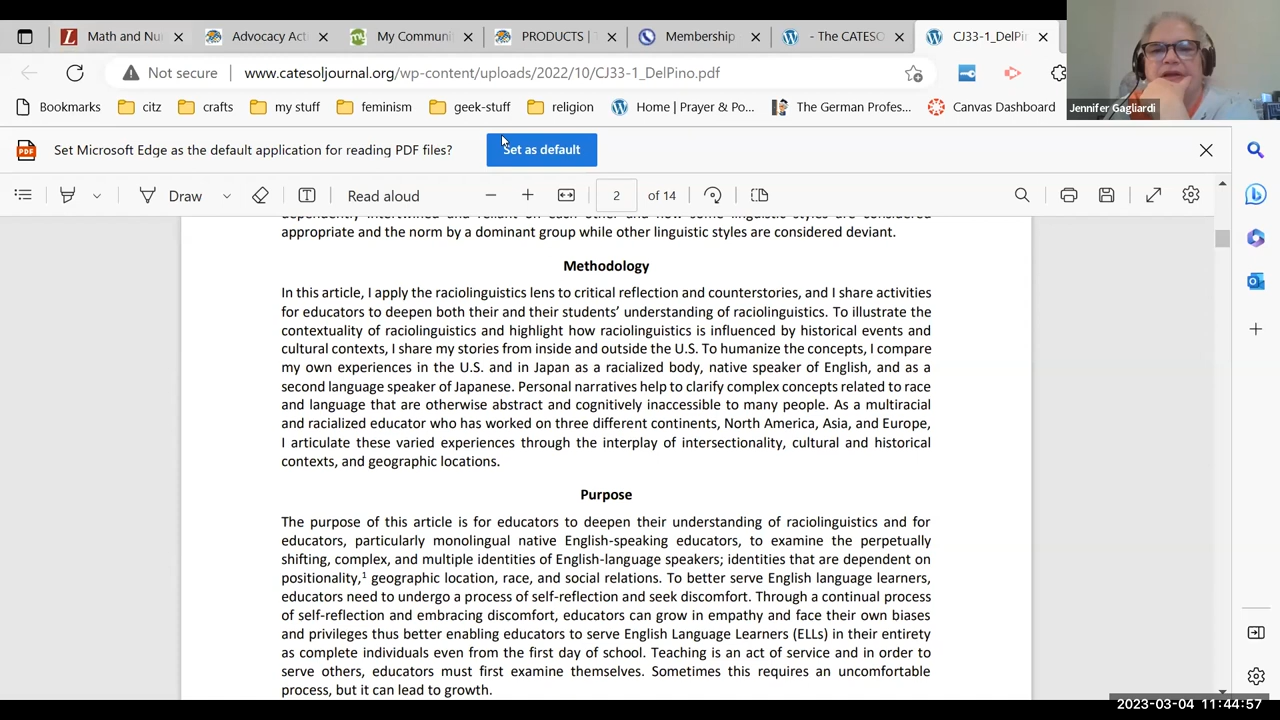 Math and Nu
Advocacy Act
My Communi
PRODUCTS | T
Membership
- The CATESO
CJ33-1_DelPi
Not secure
www.catesoljournal.org/wp-content/uploads/2022/10/CJ33-1_DelPino.pdf
Bookmarks
citz
crafts
my stuff
feminism
geek-stuff
religion
Home | Prayer & Po...
The German Profes...
Canvas Dashboard
Jennifer Gagliardi
PDF
Set Microsoft Edge as the default application for reading PDF files?
Set as default
Draw
Read aloud
2
of 14
dependently intertwined and reliant on each other and how some linguistic styles are considered
appropriate and the norm by a dominant group while other linguistic styles are considered deviant.
Methodology
In this article, I apply the raciolinguistics lens to critical reflection and counterstories, and I share activities
for educators to deepen both their and their students’ understanding of raciolinguistics. To illustrate the
contextuality of raciolinguistics and highlight how raciolinguistics is influenced by historical events and
cultural contexts, I share my stories from inside and outside the U.S. To humanize the concepts, I compare
my own experiences in the U.S. and in Japan as a racialized body, native speaker of English, and as a
second language speaker of Japanese. Personal narratives help to clarify complex concepts related to race
and language that are otherwise abstract and cognitively inaccessible to many people. As a multiracial
and racialized educator who has worked on three different continents, North America, Asia, and Europe,
I articulate these varied experiences through the interplay of intersectionality, cultural and historical
contexts, and geographic locations.
Purpose
The purpose of this article is for educators to deepen their understanding of raciolinguistics and for
educators, particularly monolingual native English-speaking educators, to examine the perpetually
shifting, complex, and multiple identities of English-language speakers; identities that are dependent on
positionality,¹ geographic location, race, and social relations. To better serve English language learners,
educators need to undergo a process of self-reflection and seek discomfort. Through a continual process
of self-reflection and embracing discomfort, educators can grow in empathy and face their own biases
and privileges thus better enabling educators to serve English Language Learners (ELLs) in their entirety
as complete individuals even from the first day of school. Teaching is an act of service and in order to
serve others, educators must first examine themselves. Sometimes this requires an uncomfortable
process, but it can lead to growth.
2023-03-04 11:44:57